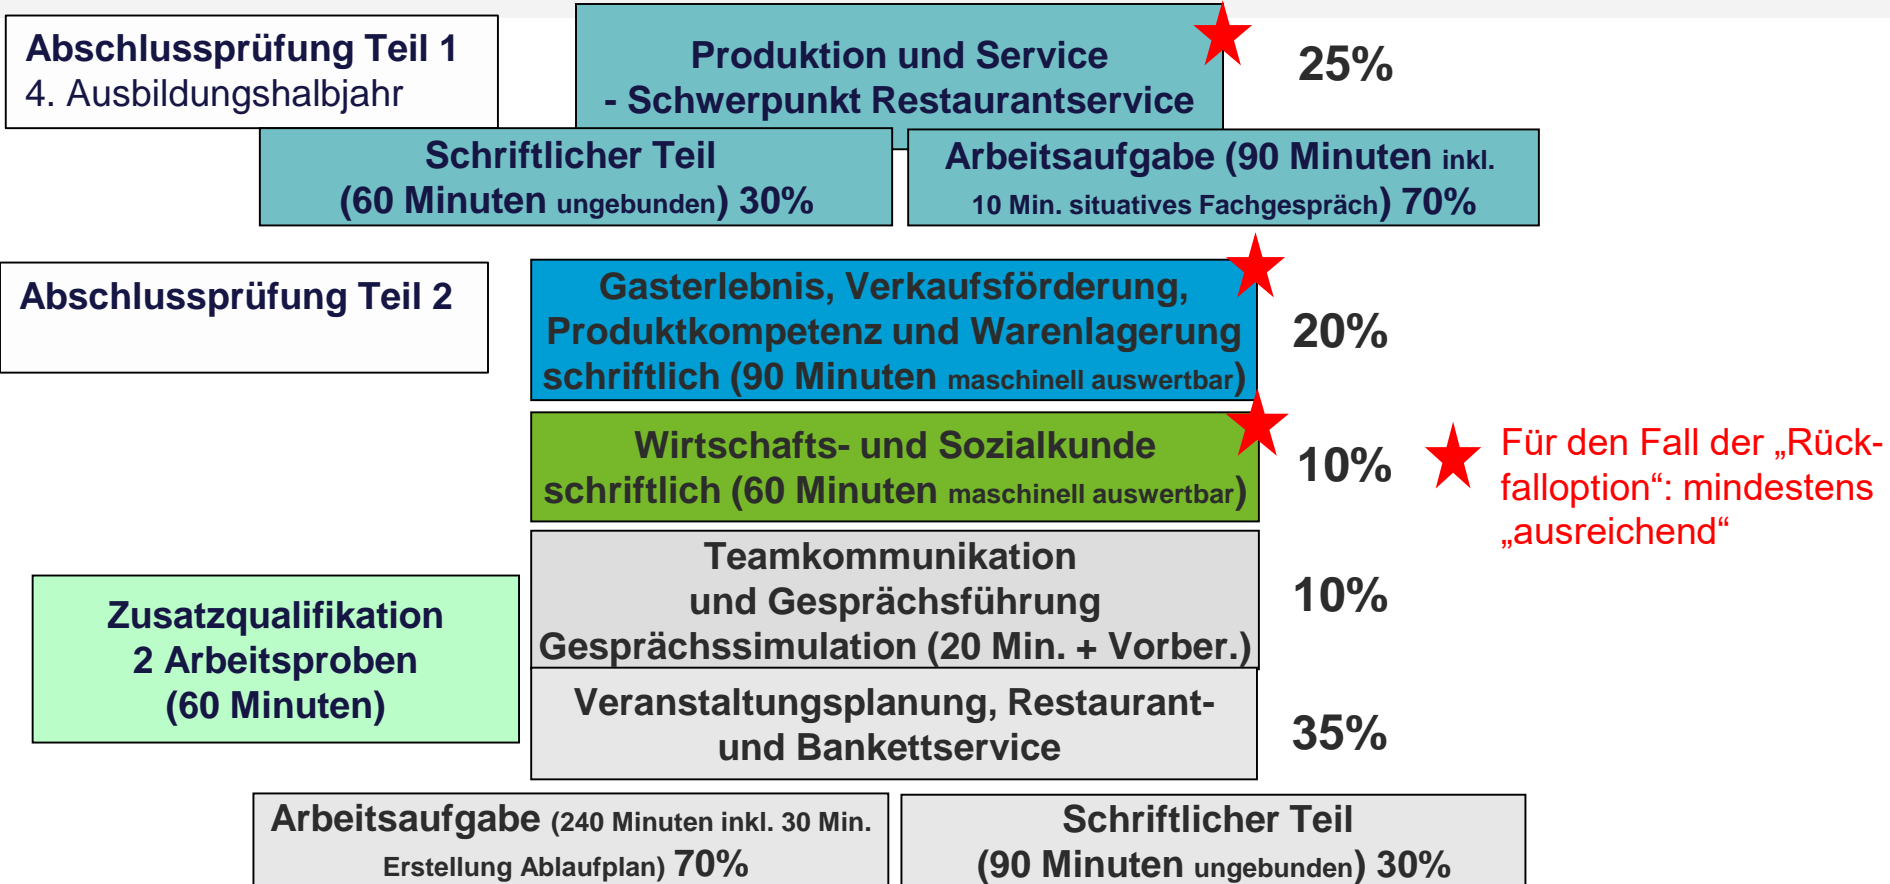 Abschlussprüfung Teil 1
4. Ausbildungshalbjahr
Produktion und Service
- Schwerpunkt Restaurantservice
25%
Schriftlicher Teil
(60 Minuten ungebunden) 30%
Arbeitsaufgabe (90 Minuten inkl.
10 Min. situatives Fachgespräch) 70%
Abschlussprüfung Teil 2
Gasterlebnis, Verkaufsförderung,
Produktkompetenz und Warenlagerung
schriftlich (90 Minuten maschinell auswertbar)
20%
Wirtschafts- und Sozialkunde
schriftlich (60 Minuten maschinell auswertbar)
10%
Für den Fall der „Rück-
falloption“: mindestens
„ausreichend“
Zusatzqualifikation
2 Arbeitsproben
(60 Minuten)
Teamkommunikation
und Gesprächsführung
Gesprächssimulation (20 Min. + Vorber.)
10%
Veranstaltungsplanung, Restaurant-
und Bankettservice
35%
Arbeitsaufgabe (240 Minuten inkl. 30 Min.
Erstellung Ablaufplan) 70%
Schriftlicher Teil
(90 Minuten ungebunden) 30%